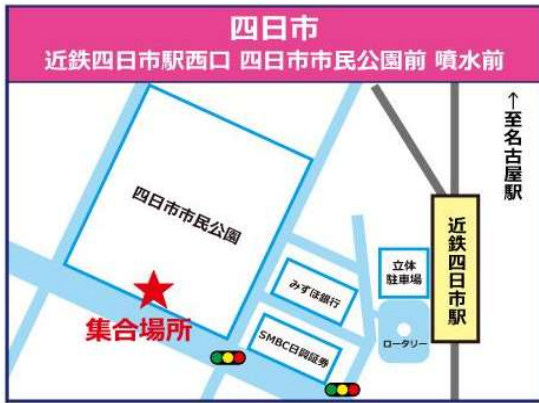 四日市
近鉄四日市駅西口 四日市市民公園前 噴水前
↑至名古屋駅
四日市市民公園
近鉄四日市駅
立体
駐車場
みずほ銀行
集合場所
SMBC日興証券
ロータリー